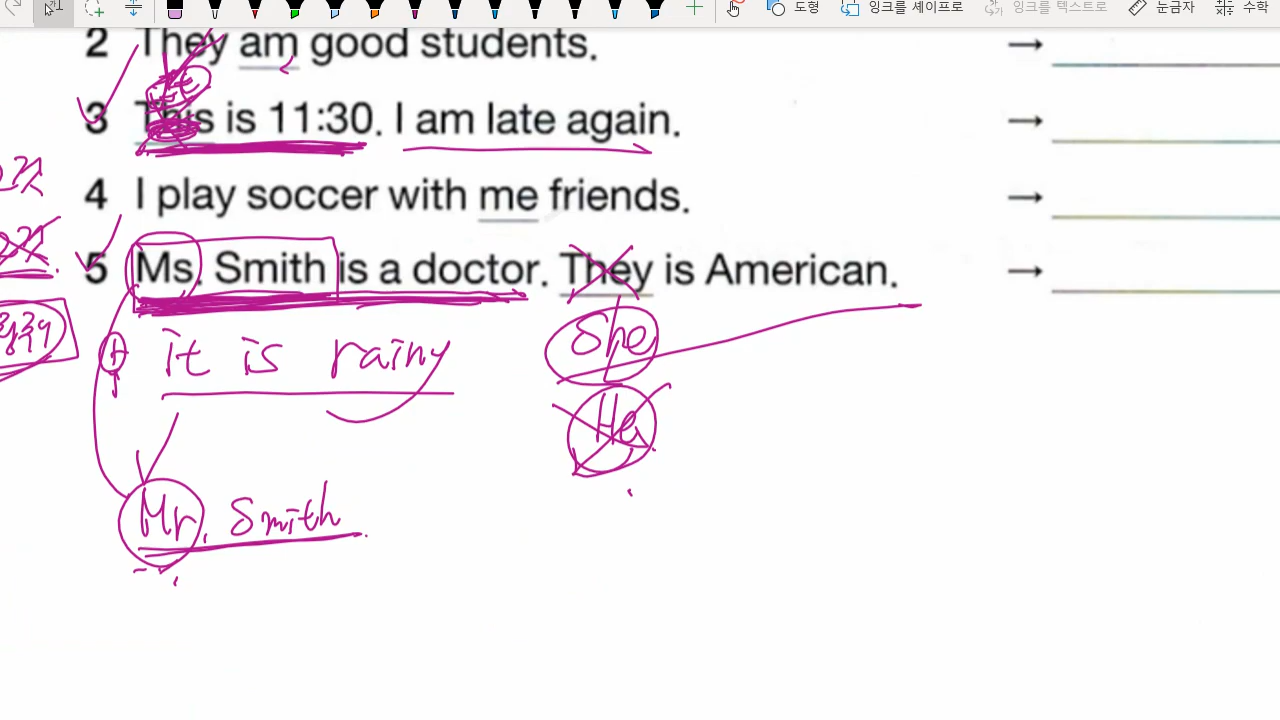 도형 잉크를 셰이프로 잉크를 텍스트로 눈금자 수학
2 They am good students. →
It
3 This is 11:30. I am late again. →
4 I play soccer with me friends. →
5 Ms. Smith is a doctor. They is American. →
She
it is rainy
He
Mr. Smith.